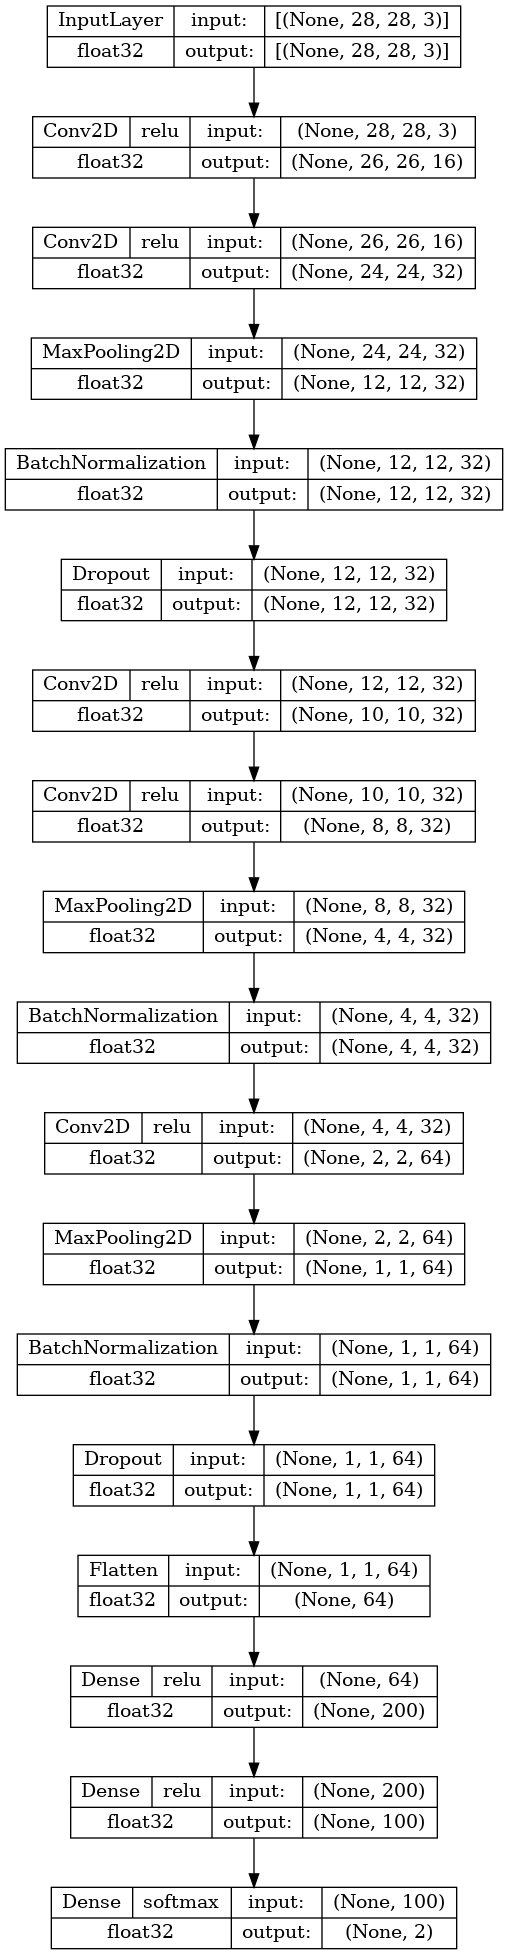 InputLayer input: [(None, 28, 28, 3)]
float32 output: [(None, 28, 28, 3)]
Conv2D relu input: (None, 28, 28, 3)
float32 output: (None, 26, 26, 16)
Conv2D relu input: (None, 26, 26, 16)
float32 output: (None, 24, 24, 32)
MaxPooling2D input: (None, 24, 24, 32)
float32 output: (None, 12, 12, 32)
BatchNormalization input: (None, 12, 12, 32)
float32 output: (None, 12, 12, 32)
Dropout input: (None, 12, 12, 32)
float32 output: (None, 12, 12, 32)
Conv2D relu input: (None, 12, 12, 32)
float32 output: (None, 10, 10, 32)
Conv2D relu input: (None, 10, 10, 32)
float32 output: (None, 8, 8, 32)
MaxPooling2D input: (None, 8, 8, 32)
float32 output: (None, 4, 4, 32)
BatchNormalization input: (None, 4, 4, 32)
float32 output: (None, 4, 4, 32)
Conv2D relu input: (None, 4, 4, 32)
float32 output: (None, 2, 2, 64)
MaxPooling2D input: (None, 2, 2, 64)
float32 output: (None, 1, 1, 64)
BatchNormalization input: (None, 1, 1, 64)
float32 output: (None, 1, 1, 64)
Dropout input: (None, 1, 1, 64)
float32 output: (None, 1, 1, 64)
Flatten input: (None, 1, 1, 64)
float32 output: (None, 64)
Dense relu input: (None, 64)
float32 output: (None, 200)
Dense relu input: (None, 200)
float32 output: (None, 100)
Dense softmax input: (None, 100)
float32 output: (None, 2)